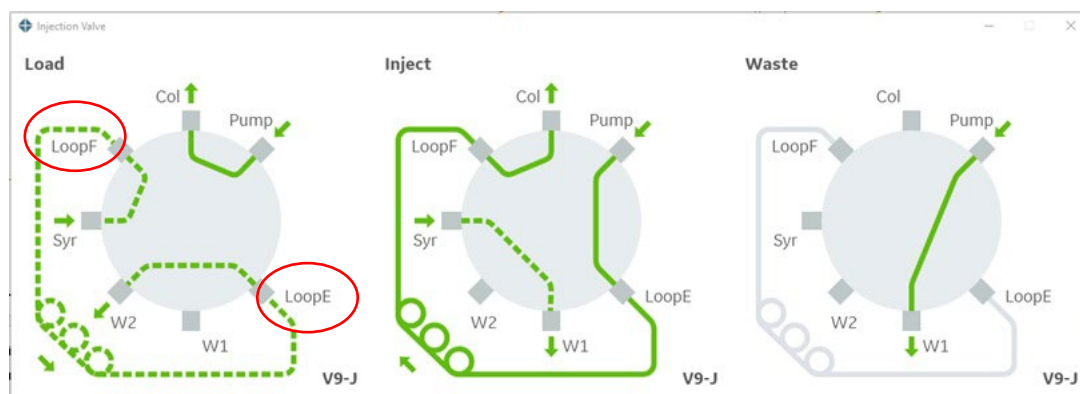 Injection Valve
Load
Col
Pump
LoopF
Syr
LoopE
W2
W1
V9-J
Inject
Col
Pump
LoopF
Syr
LoopE
W2
W1
V9-J
Waste
Col
Pump
LoopF
Syr
LoopE
W2
W1
V9-J